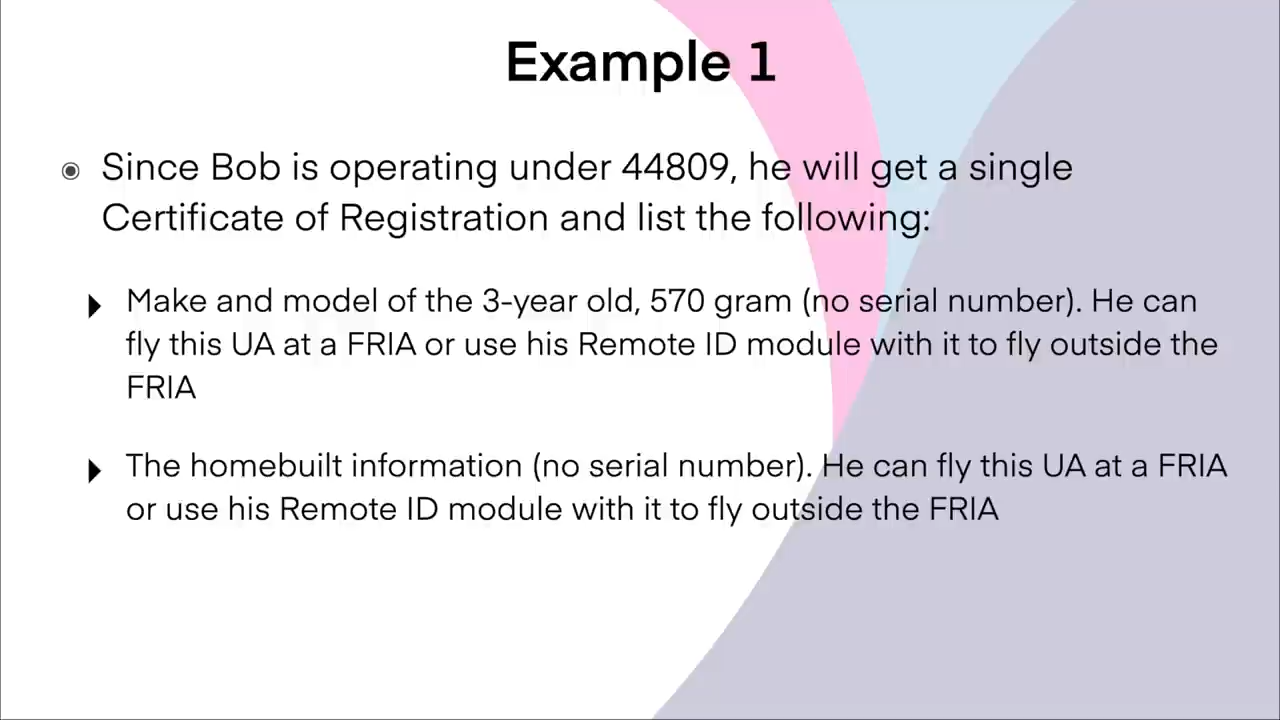 Example 1
Since Bob is operating under 44809, he will get a single
Certificate of Registration and list the following:
Make and model of the 3-year old, 570 gram (no serial number). He can
fly this UA at a FRIA or use his Remote ID module with it to fly outside the
FRIA
The homebuilt information (no serial number). He can fly this UA at a FRIA
or use his Remote ID module with it to fly outside the FRIA